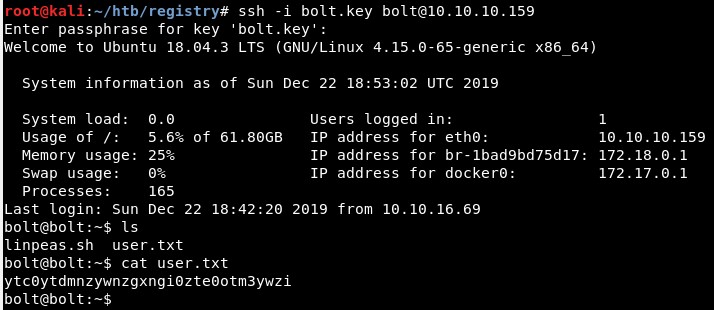 root@kali:~/htb/registry# ssh -i bolt.key bolt@10.10.10.159
Enter passphrase for key 'bolt.key':
Welcome to Ubuntu 18.04.3 LTS (GNU/Linux 4.15.0-65-generic x86_64)
System information as of Sun Dec 22 18:53:02 UTC 2019
System load:  0.0               Users logged in:                1
Usage of /:   5.6% of 61.80GB   IP address for eth0:            10.10.10.159
Memory usage: 25%               IP address for br-1bad9bd75d17: 172.18.0.1
Swap usage:   0%                IP address for docker0:         172.17.0.1
Processes:    165
Last login: Sun Dec 22 18:42:20 2019 from 10.10.16.69
bolt@bolt:~$ ls
linpeas.sh  user.txt
bolt@bolt:~$ cat user.txt
ytc0ytdmnzywnzgxngi0zte0otm3ywzi
bolt@bolt:~$